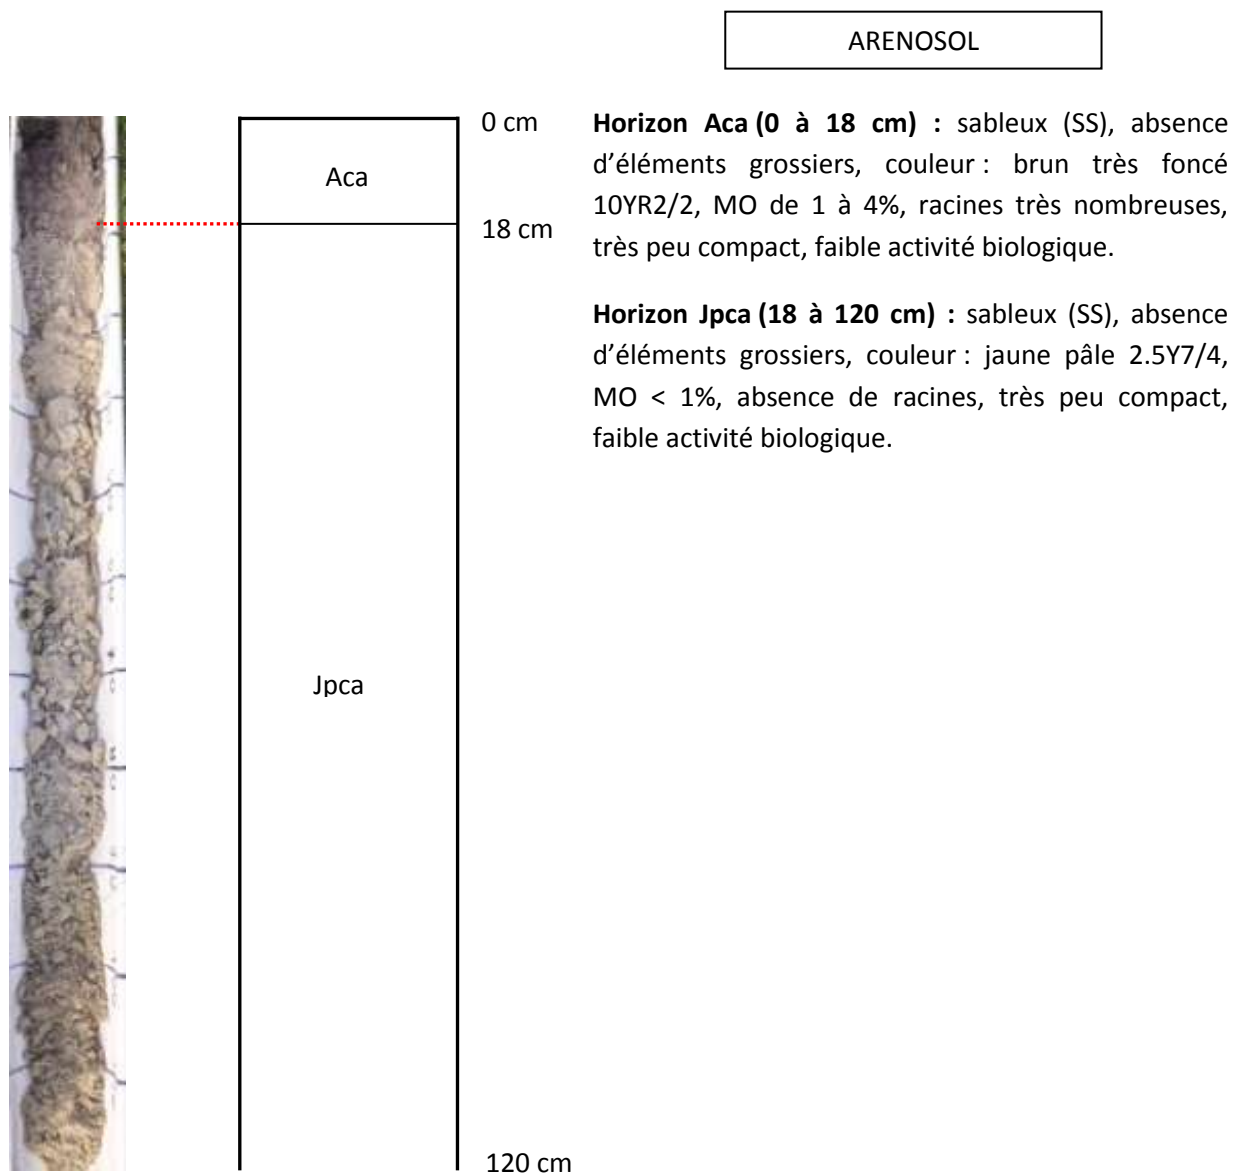 ARENOSOL
0 cm
Aca
18 cm
Jpca
120 cm
Horizon Aca (0 à 18 cm) : sableux (SS), absence
d’éléments grossiers, couleur : brun très foncé
10YR2/2, MO de 1 à 4%, racines très nombreuses,
très peu compact, faible activité biologique.
Horizon Jpca (18 à 120 cm) : sableux (SS), absence
d’éléments grossiers, couleur : jaune pâle 2.5Y7/4,
MO < 1%, absence de racines, très peu compact,
faible activité biologique.